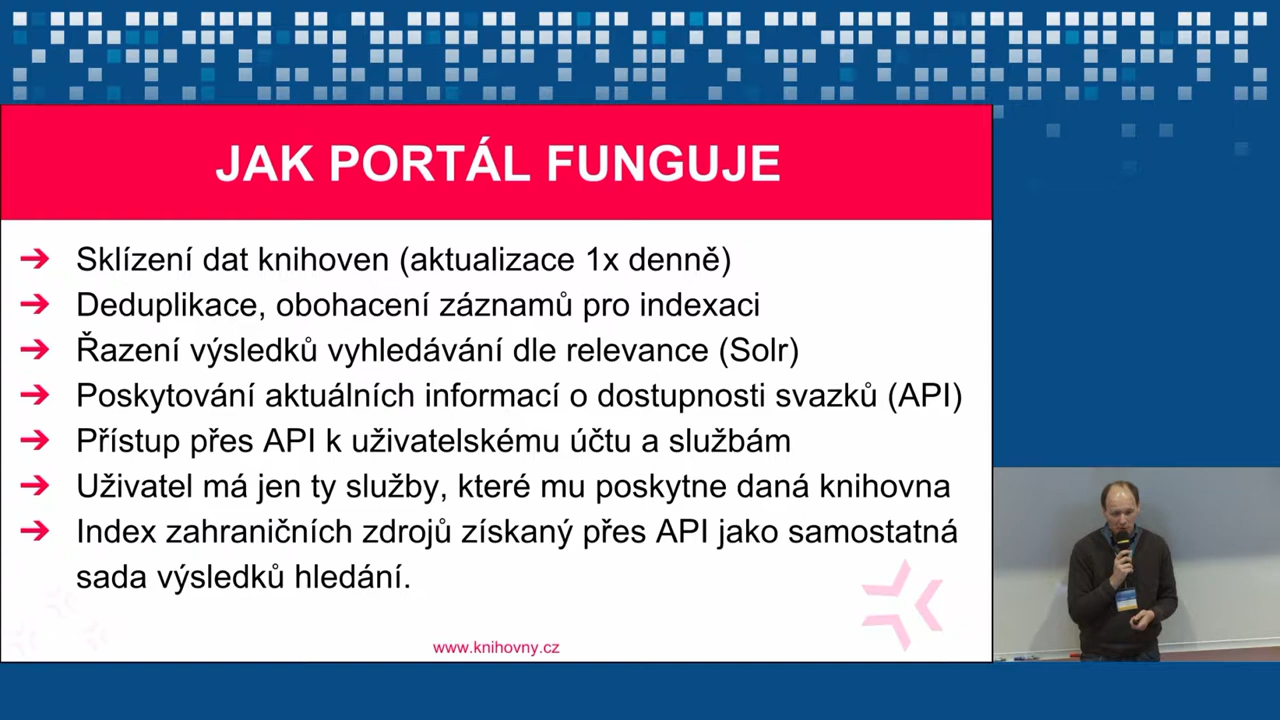 JAK PORTÁL FUNGUJE
➔ Sklízení dat knihoven (aktualizace 1x denně)
➔ Deduplikace, obohacení záznamů pro indexaci
➔ Řazení výsledků vyhledávání dle relevance (Solr)
➔ Poskytování aktuálních informací o dostupnosti svazků (API)
➔ Přístup přes API k uživatelskému účtu a službám
➔ Uživatel má jen ty služby, které mu poskytne daná knihovna
➔ Index zahraničních zdrojů získaný přes API jako samostatná
sada výsledků hledání.
www.knihovny.cz